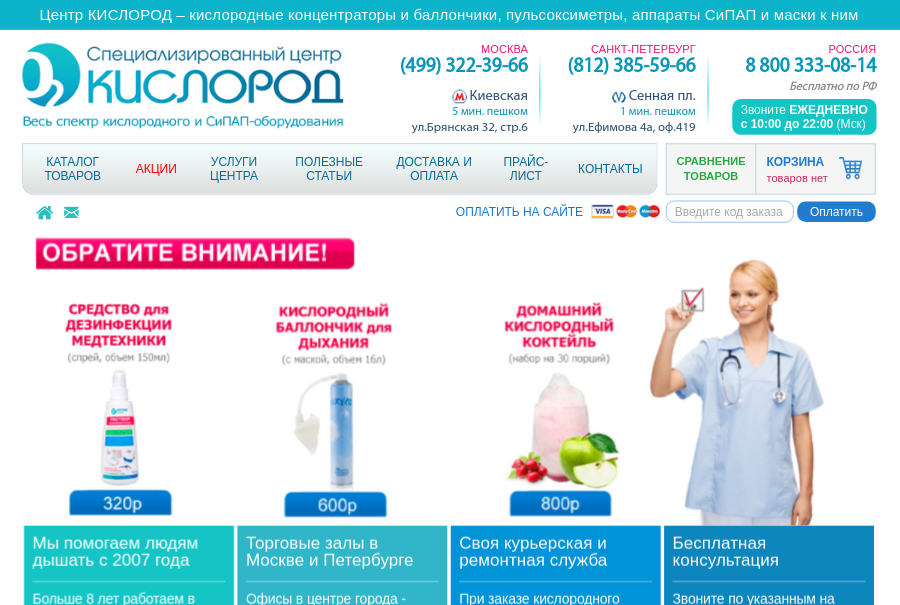 Центр КИСЛОРОД – кислородные концентраторы и баллончики, пульсоксиметры, аппараты СиПАП и маски к ним
Специализированный центр
КИСЛОРОД
Весь спектр кислородного и СиПАП-оборудования
МОСКВА
(499) 322-39-66
Киевская
5 мин. пешком
ул.Брянская 32, стр.6
САНКТ-ПЕТЕРБУРГ
(812) 385-59-66
Сенная пл.
1 мин. пешком
ул.Ефимова 4а, оф.419
РОССИЯ
8 800 333-08-14
Бесплатно по РФ
Звоните ЕЖЕДНЕВНО
с 10:00 до 22:00 (Мск)
КАТАЛОГ
ТОВАРОВ
АКЦИИ
УСЛУГИ
ЦЕНТРА
ПОЛЕЗНЫЕ
СТАТЬИ
ДОСТАВКА И
ОПЛАТА
ПРАЙС-
ЛИСТ
КОНТАКТЫ
СРАВНЕНИЕ
ТОВАРОВ
КОРЗИНА
товаров нет
ОПЛАТИТЬ НА САЙТЕ
VISA
MasterCard
Maestro
Введите код заказа
Оплатить
ОБРАТИТЕ ВНИМАНИЕ!
СРЕДСТВО для
ДЕЗИНФЕКЦИИ
МЕДТЕХНИКИ
(спрей, объем 150мл)
320р
КИСЛОРОДНЫЙ
БАЛЛОНЧИК для
ДЫХАНИЯ
(с маской, объем 16л)
600р
ДОМАШНИЙ
КИСЛОРОДНЫЙ
КОКТЕЙЛЬ
(набор на 30 порций)
800р
Мы помогаем людям
дышать с 2007 года
Больше 8 лет работаем в
Торговые залы в
Москве и Петербурге
Офисы в центре города -
Своя курьерская и
ремонтная служба
При заказе кислородного
Бесплатная
консультация
Звоните по указанным на